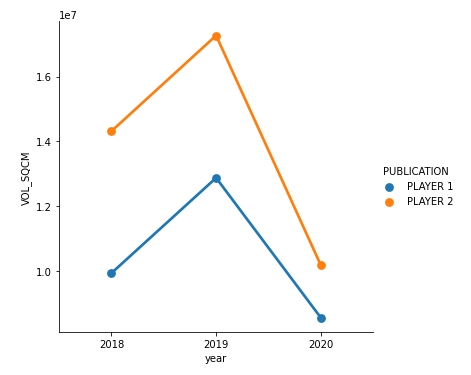 1e7
1.6
1.4
1.2
1.0
VOL_SQCM
2018 2019 2020
year
PUBLICATION
PLAYER 1
PLAYER 2